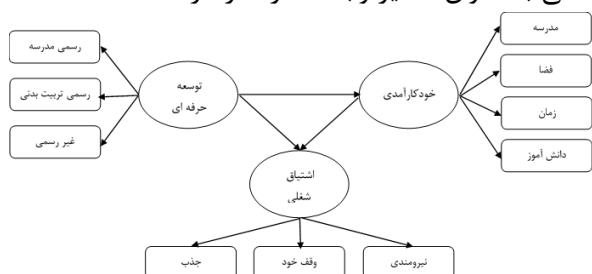 مدرسه
فضا
زمان
دانش آموز
خودکارآمدی
توسعه
حرفه ای
رسمی مدرسه
رسمی تربیت بدنی
غیر رسمی
اشتیاق
شغلی
نیرومندی
وقف خود
جذب